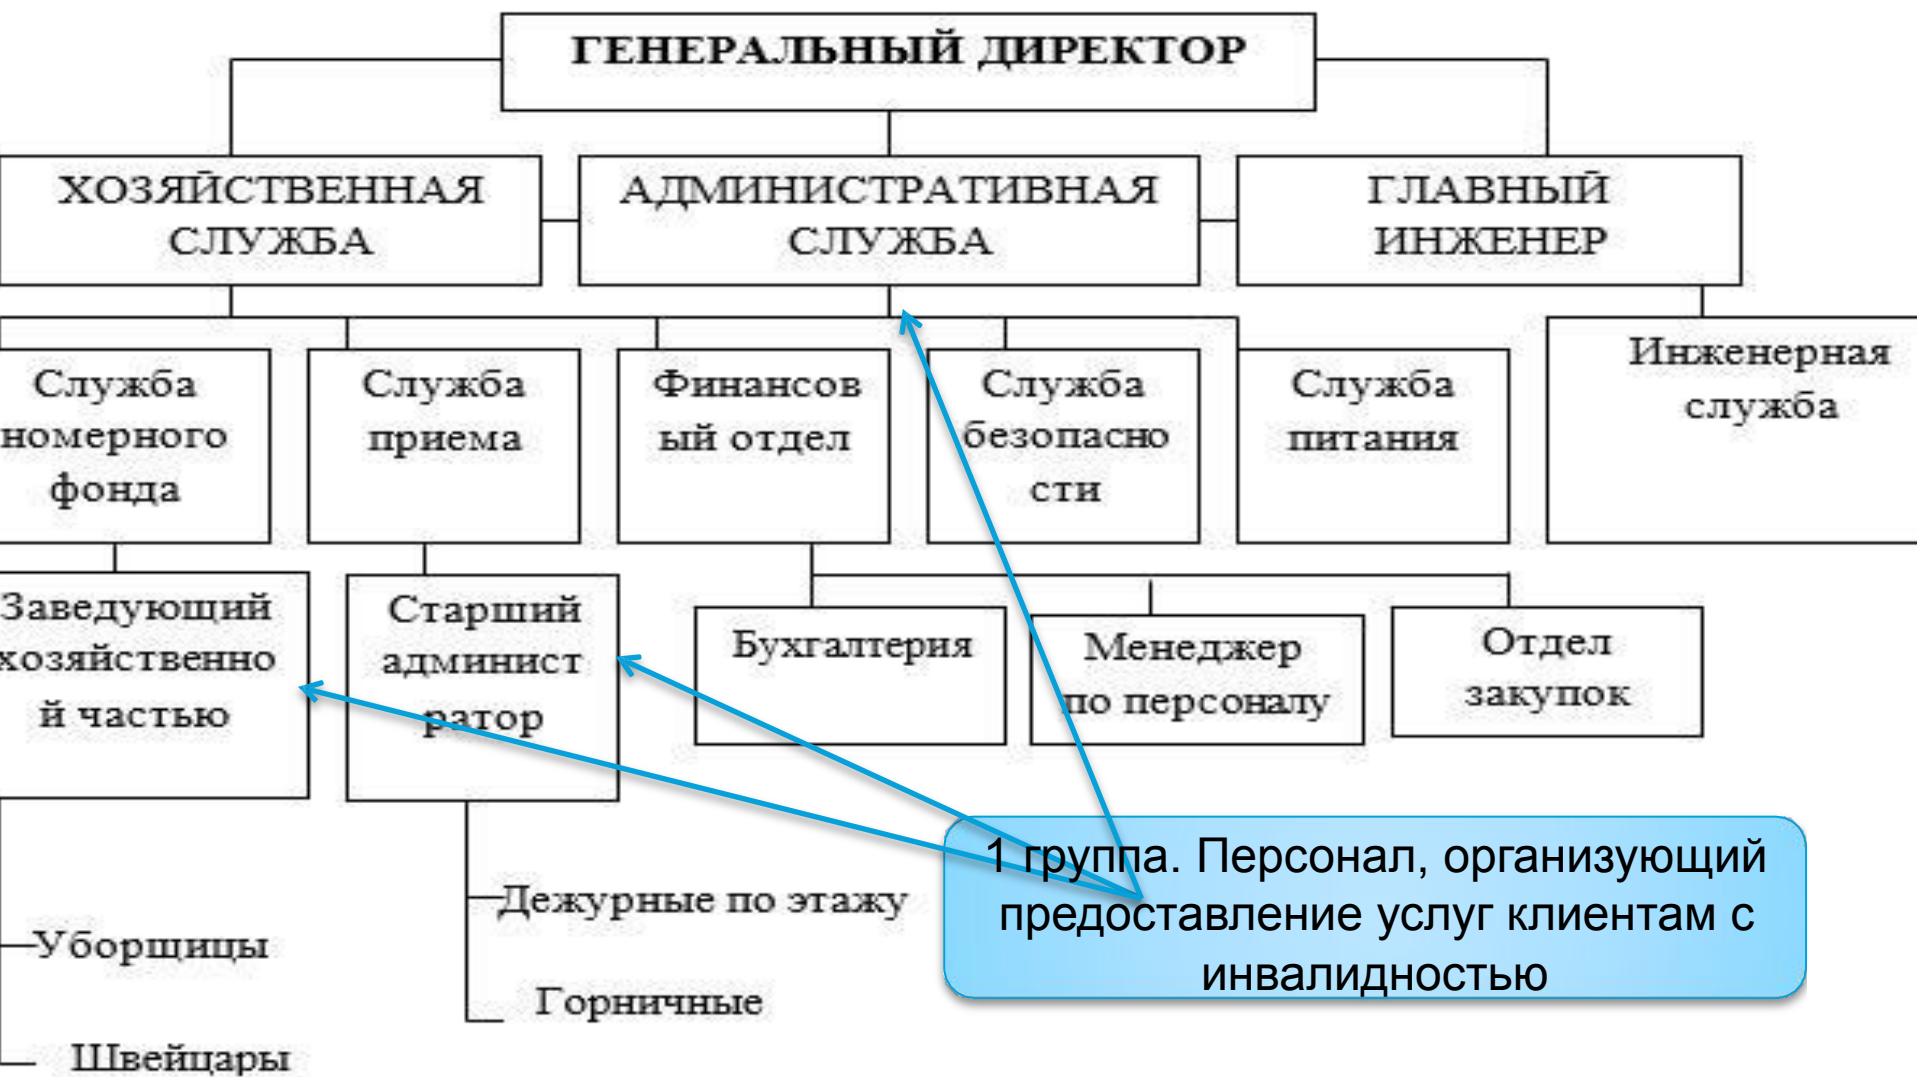 ГЕНЕРАЛЬНЫЙ ДИРЕКТОР
ХОЗЯЙСТВЕННАЯ
СЛУЖБА
АДМИНИСТРАТИВНАЯ
СЛУЖБА
ГЛАВНЫЙ
ИНЖЕНЕР
Служба
номерного
фонда
Служба
приема
Финансов
ый отдел
Служба
безопасно
сти
Служба
питания
Инженерная
служба
Заведующий
хозяйственно
й частью
Старший
админист
ратор
Бухгалтерия
Менеджер
по персоналу
Отдел
закупок
Уборщицы
Швейцары
Дежурные по этажу
Горничные
1 группа. Персонал, организующий
предоставление услуг клиентам с
инвалидностью